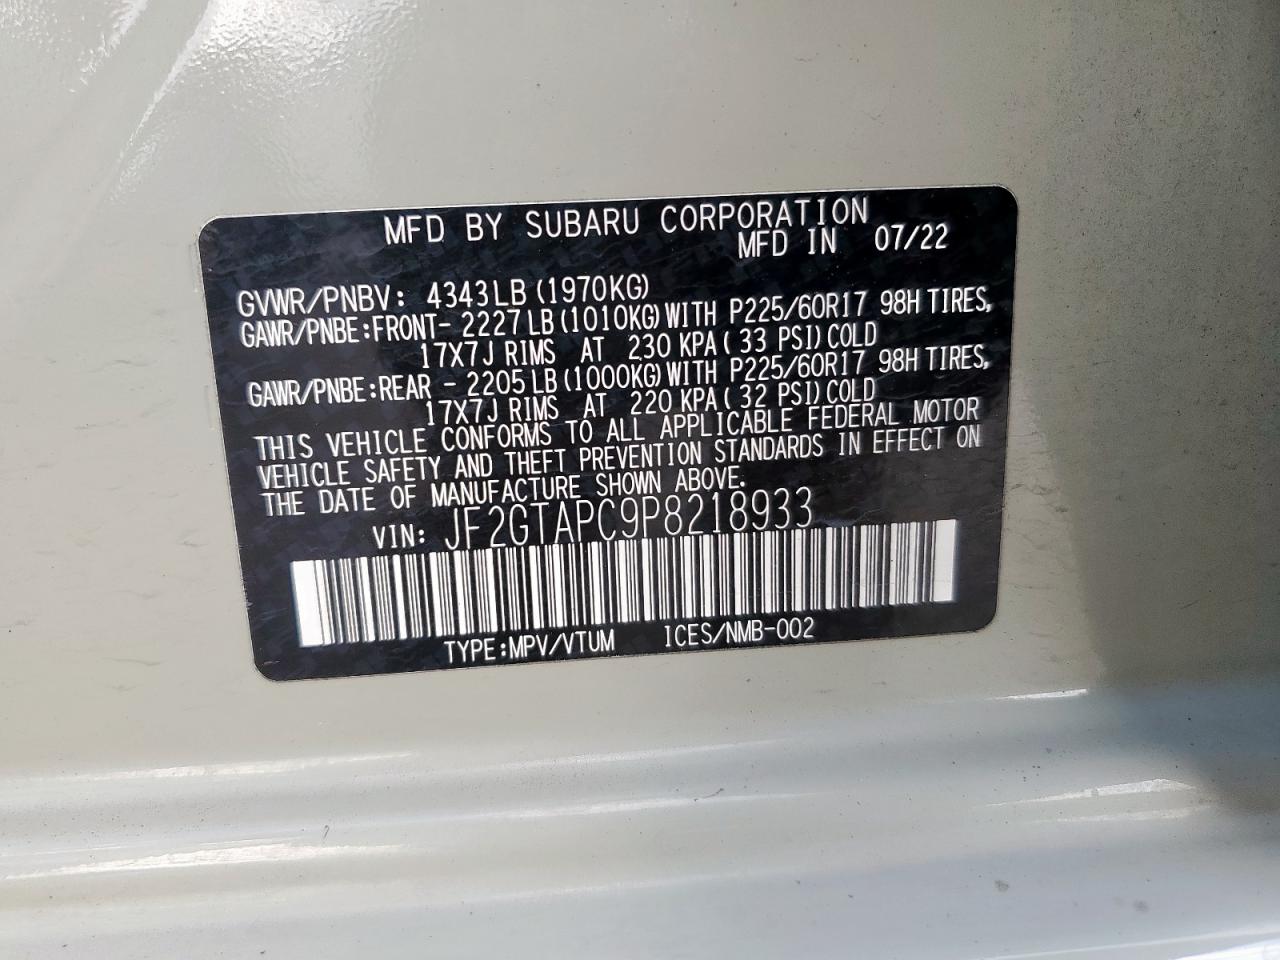 MFD BY SUBARU CORPORATION
MFD IN 07/22
GVWR/PNBV: 4343LB (1970KG)
GAWR/PNBE:FRONT- 2227 LB (1010KG) WITH P225/60R17 98H TIRES,
17X7J RIMS AT 230 KPA ( 33 PSI) COLD
GAWR/PNBE:REAR - 2205 LB (1000KG) WITH P225/60R17 98H TIRES,
17X7J RIMS AT 220 KPA ( 32 PSI) COLD
THIS VEHICLE CONFORMS TO ALL APPLICABLE FEDERAL MOTOR
VEHICLE SAFETY AND THEFT PREVENTION STANDARDS IN EFFECT ON
THE DATE OF MANUFACTURE SHOWN ABOVE.
VIN: JF2GTAPC9P8218933
TYPE:MPV/VTUM ICES/NMB-002